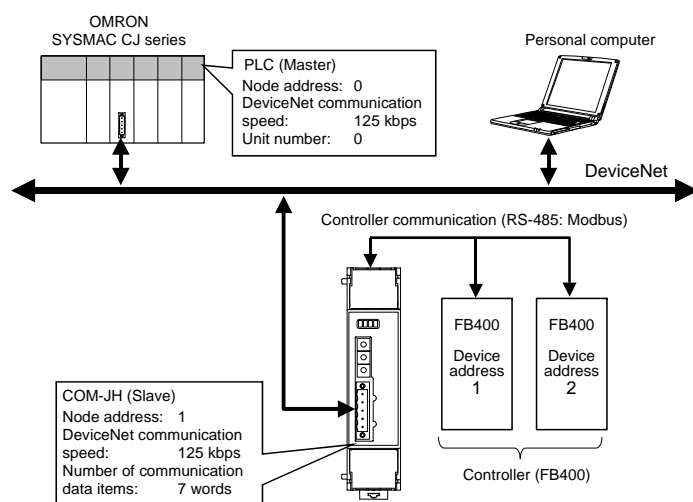 OMRON
SYSMAC CJ series
PLC (Master)
Node address: 0
DeviceNet communication
speed: 125 kbps
Unit number: 0
Personal computer
DeviceNet
Controller communication (RS-485: Modbus)
FB400
Device
address
1
FB400
Device
address
2
COM-JH (Slave)
Node address: 1
DeviceNet communication
speed: 125 kbps
Number of communication
data items: 7 words
Controller (FB400)